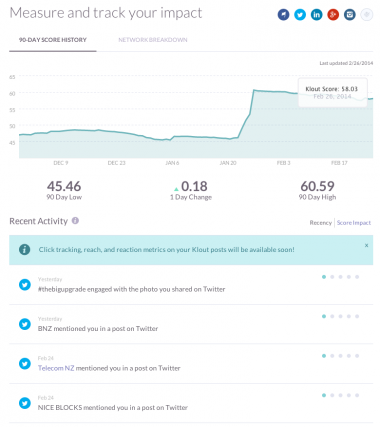 Measure and track your impact
90-DAY SCORE HISTORY NETWORK BREAKDOWN
Last updated 2/26/2014
65
60
55
50
45
Klout Score: 58.03
Feb 26, 2014
DEC 9 DEC 23 JAN 6 JAN 20 FEB 3 FEB 17
45.46 0.18 60.59
90 Day Low 1 Day Change 90 Day High
Recent Activity Recency Score Impact
Click tracking, reach, and reaction metrics on your Klout posts will be available soon! x
Yesterday
#thebigupgrade engaged with the photo you shared on Twitter
Yesterday
BNZ mentioned you in a post on Twitter
Feb 24
Telecom NZ mentioned you in a post on Twitter
Feb 24
NICE BLOCKS mentioned you in a post on Twitter